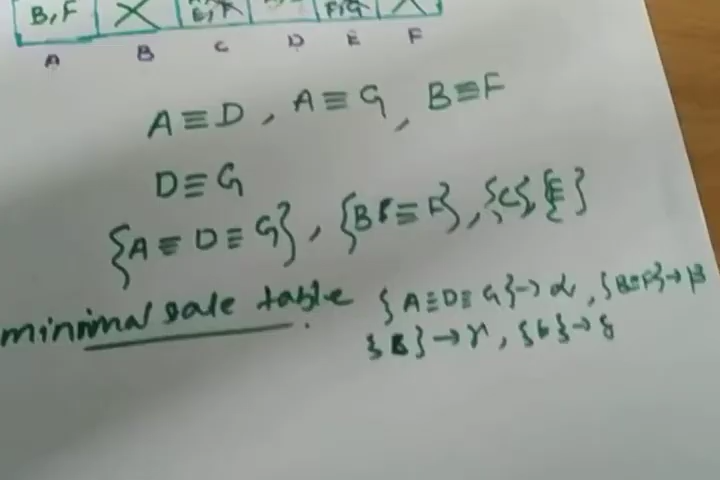 B,F X
A B C D E F
A≡D, A≡G, B≡F
D≡G
{A≡D≡G}, {B≡F}, {C}, {E}
minimal sale table {A≡D≡G}→α, {B≡F}→β
→γ, →δ